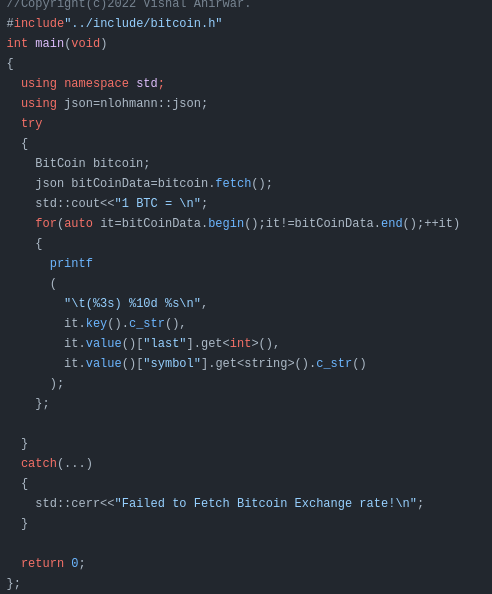 //Copyright(c)2022 Vishal Ahirwar.
#include"../include/bitcoin.h"
int main(void)
{
  using namespace std;
  using json=nlohmann::json;
  try
  {
    BitCoin bitcoin;
    json bitCoinData=bitcoin.fetch();
    std::cout<<"1 BTC = \n";
    for(auto it=bitCoinData.begin();it!=bitCoinData.end();++it)
    {
      printf
      (
        "\t(%3s) %10d %s\n",
        it.key().c_str(),
        it.value()["last"].get<int>(),
        it.value()["symbol"].get<string>().c_str()
      );
    };

  }
  catch(...)
  {
    std::cerr<<"Failed to Fetch Bitcoin Exchange rate!\n";
  }

  return 0;
};